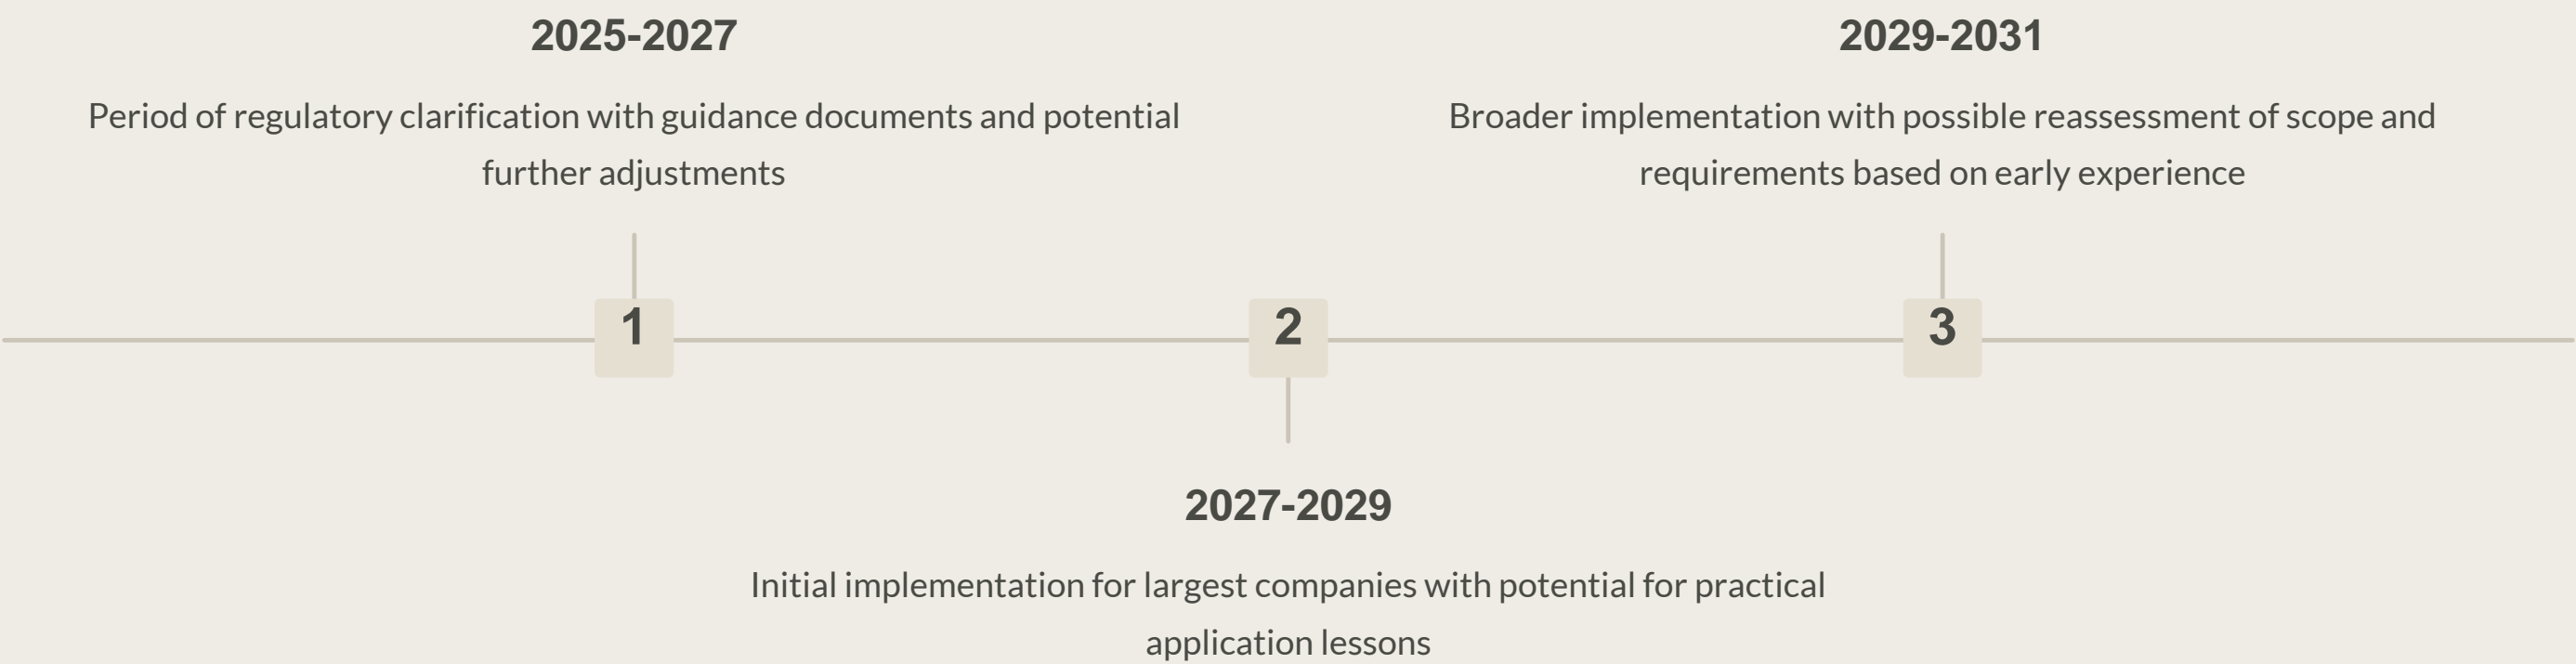 2025-2027
Period of regulatory clarification with guidance documents and potential
further adjustments
1
2
2027-2029
Initial implementation for largest companies with potential for practical
application lessons
3
2029-2031
Broader implementation with possible reassessment of scope and
requirements based on early experience